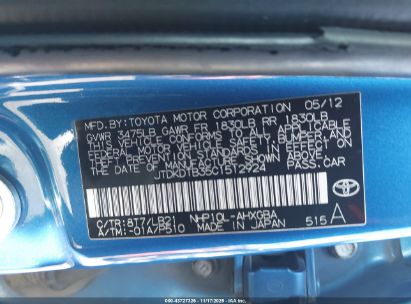 MFD.BY: TOYOTA MOTOR CORPORATION 05/12
GVWR 3475LB GAWR FR 1830LB RR 1830LB
THIS VEHICLE CONFORMS TO ALL APPLICABLE
FEDERAL MOTOR VEHICLE SAFETY, BUMPER, AND
THEFT PREVENTION STANDARDS IN EFFECT ON THE
DATE OF MANUFACTURE SHOWN ABOVE.
JTDKDTB35C1512924 PASS.CAR
C/TR: 8T7/LB21 NHP10L-AHXGBA
A/TM: -01A/P510 MADE IN JAPAN 515 A
TOYOTA